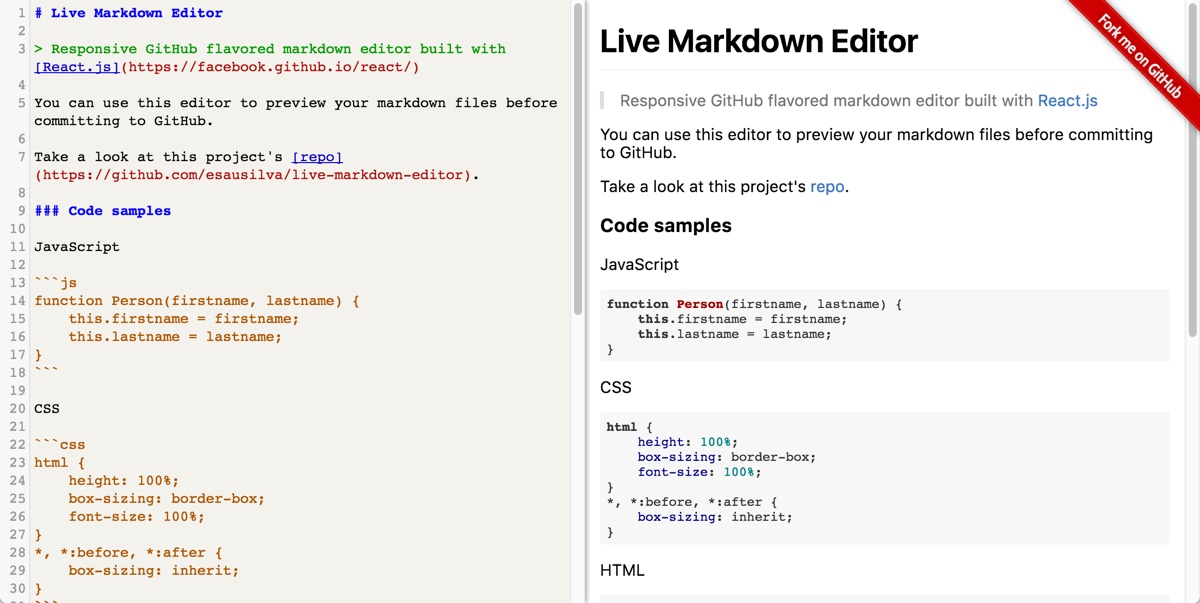 1 # Live Markdown Editor
2
3 > Responsive GitHub flavored markdown editor built with
[React.js](https://facebook.github.io/react/)
4
5 You can use this editor to preview your markdown files before
committing to GitHub.
6
7 Take a look at this project's [repo]
(https://github.com/esausilva/live-markdown-editor).
8
9 ### Code samples
10
11 JavaScript
12
13 ```js
14 function Person(firstname, lastname) {
15     this.firstname = firstname;
16     this.lastname = lastname;
17 }
18 ```
19
20 CSS
21
22 ```css
23 html {
24     height: 100%;
25     box-sizing: border-box;
26     font-size: 100%;
27 }
28 *, *:before, *:after {
29     box-sizing: inherit;
30 }
Live Markdown Editor
Responsive GitHub flavored markdown editor built with React.js
You can use this editor to preview your markdown files before committing
to GitHub.
Take a look at this project's repo.
Code samples
JavaScript
function Person(firstname, lastname) {
    this.firstname = firstname;
    this.lastname = lastname;
}
CSS
html {
    height: 100%;
    box-sizing: border-box;
    font-size: 100%;
}
*, *:before, *:after {
    box-sizing: inherit;
}
HTML
Fork me on GitHub